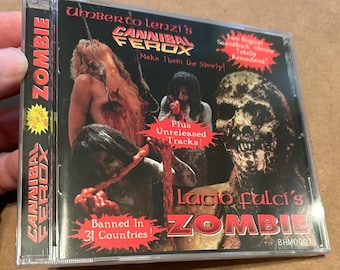 Umberto Lenzi's
CANNIBAL
FEROX
Make Them Die Slowly!
Two Original
Soundtrack Albums
Totally
Remastered!
Plus
Unreleased
Tracks!
Lucio Fulci's
ZOMBIE
Banned In
31 Countries!
ZOMBIE
CANNIBAL
FEROX